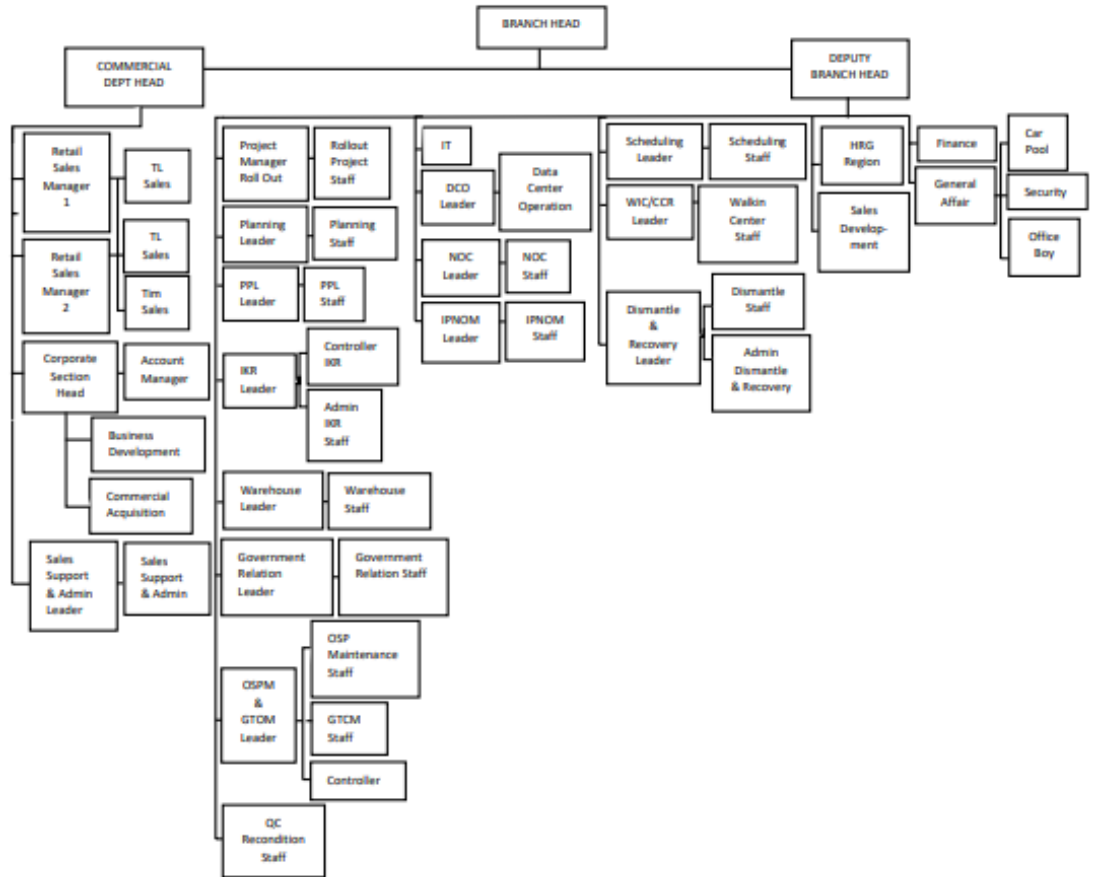 BRANCH HEAD
COMMERCIAL
DEPT HEAD
DEPUTY
BRANCH HEAD
Retail
Sales
Manager
1
TL
Sales
Retail
Sales
Manager
2
TL
Sales
Tim
Sales
Corporate
Section
Head
Account
Manager
Business
Development
Commercial
Acquisition
Sales
Support
& Admin
Leader
Sales
Support
& Admin
Project
Manager
Roll Out
Rollout
Project
Staff
Planning
Leader
Planning
Staff
PPL
Leader
PPL
Staff
IKR
Leader
Controller
IKR
Admin
IKR
Staff
Warehouse
Leader
Warehouse
Staff
Government
Relation
Leader
Government
Relation Staff
OSPM
&
GTOM
Leader
OSP
Maintenance
Staff
GTCM
Staff
Controller
QC
Recondition
Staff
IT
DCO
Leader
Data
Center
Operation
NOC
Leader
NOC
Staff
IPNOM
Leader
IPNOM
Staff
Scheduling
Leader
Scheduling
Staff
WIC/CCR
Leader
Walkin
Center
Staff
Dismantle
&
Recovery
Leader
Dismantle
Staff
Admin
Dismantle
& Recovery
HRG
Region
Sales
Develop-
ment
Finance
General
Affair
Car
Pool
Security
Office
Boy